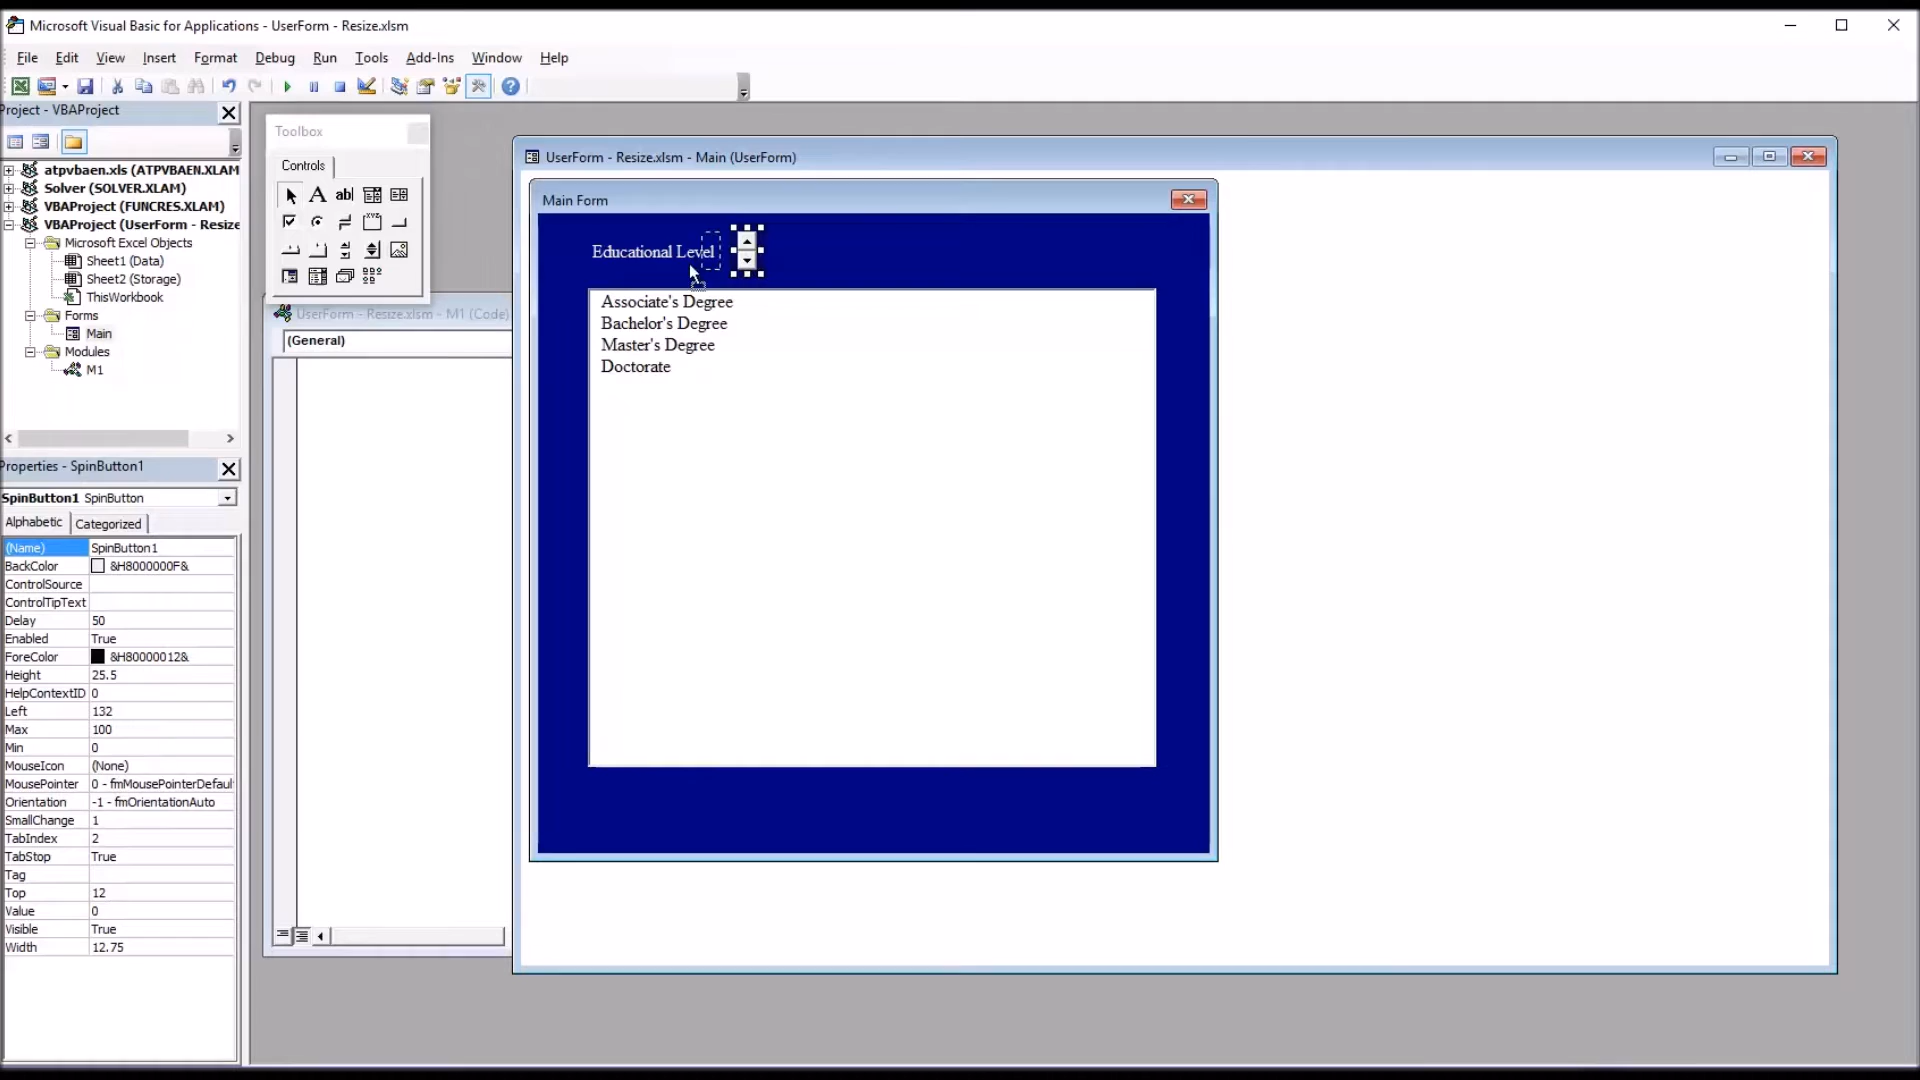 Microsoft Visual Basic for Applications - UserForm - Resize.xlsm
File Edit View Insert Format Debug Run Tools Add-Ins Window Help
Project - VBAProject
atpvbaen.xls (ATPVBAEN.XLAM
Solver (SOLVER.XLAM)
VBAProject (FUNCRES.XLAM)
VBAProject (UserForm - Resize
Microsoft Excel Objects
Sheet1 (Data)
Sheet2 (Storage)
ThisWorkbook
Forms
Main
Modules
M1
Properties - SpinButton1
SpinButton1 SpinButton
Alphabetic Categorized
(Name) SpinButton1
BackColor &H8000000F&
ControlSource
ControlTipText
Delay 50
Enabled True
ForeColor &H80000012&
Height 25.5
HelpContextID 0
Left 132
Max 100
Min 0
MouseIcon (None)
MousePointer 0 - fmMousePointerDefaul
Orientation -1 - fmOrientationAuto
SmallChange 1
TabIndex 2
TabStop True
Tag
Top 12
Value 0
Visible True
Width 12.75
Toolbox
Controls
A ab|
UserForm - Resize.xlsm - M1 (Code)
(General)
UserForm - Resize.xlsm - Main (UserForm)
Main Form
Educational Level
Associate's Degree
Bachelor's Degree
Master's Degree
Doctorate